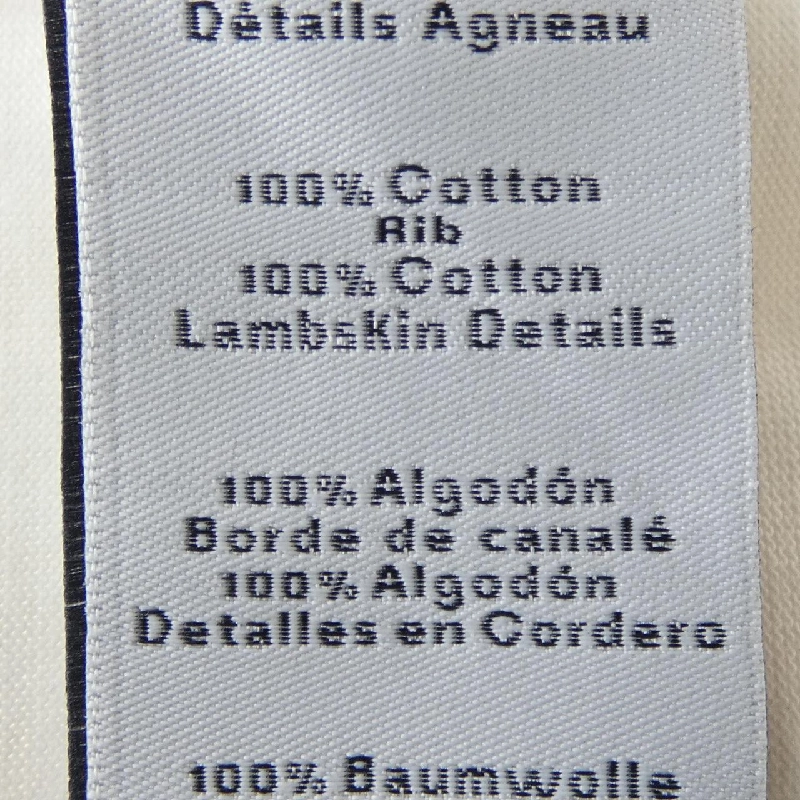 Détails Agneau
100% Cotton
Rib
100% Cotton
Lambskin Details
100% Algodón
Borde de canalé
100% Algodón
Detalles en Cordero
100% Baumwolle